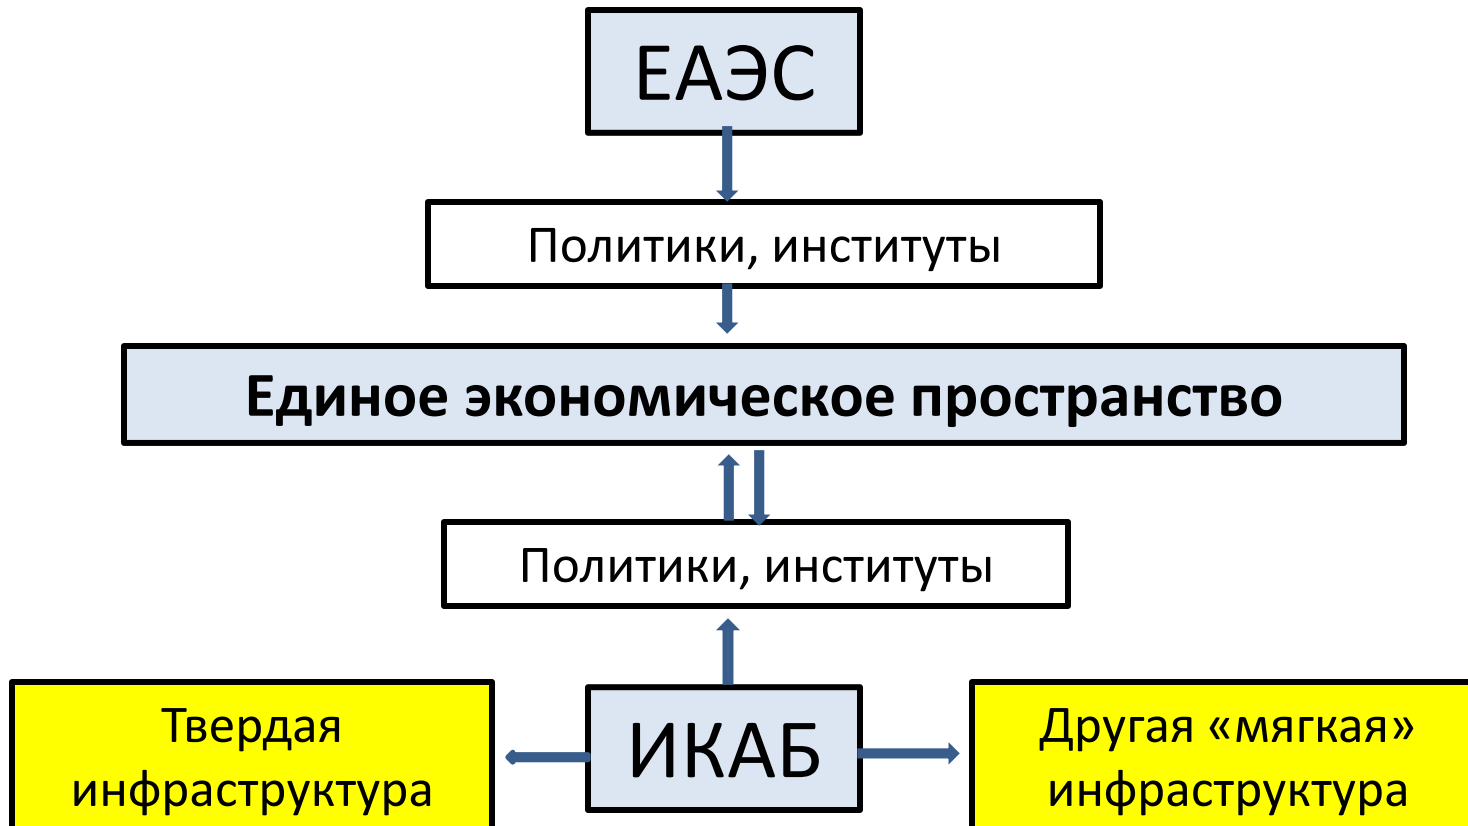 ЕАЭС
Политики, институты
Единое экономическое пространство
Политики, институты
Твердая
инфраструктура
ИКАБ
Другая «мягкая»
инфраструктура